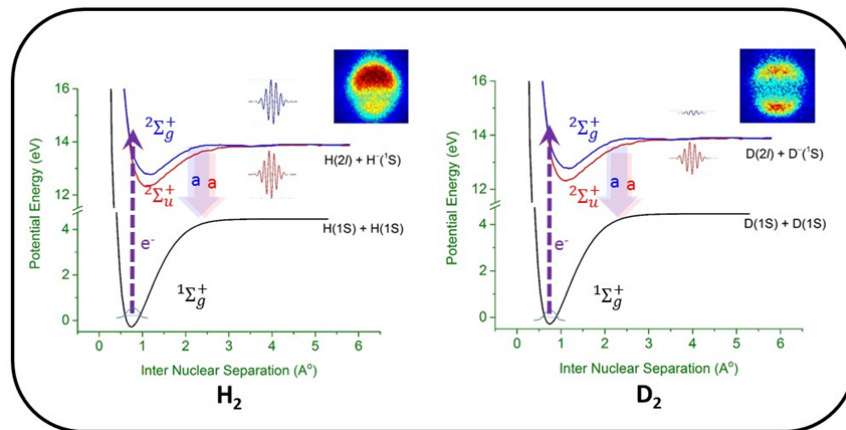 16
14
12
4
2
0
Potential Energy (eV)
²Σg⁺
²Σu⁺
a a
e⁻
¹Σg⁺
H(2l) + H⁻(¹S)
H(1S) + H(1S)
0 1 2 3 4 5 6
Inter Nuclear Separation (A°)
H₂
16
14
12
4
2
0
Potential Energy (eV)
²Σg⁺
²Σu⁺
a a
e⁻
¹Σg⁺
D(2l) + D⁻(¹S)
D(1S) + D(1S)
0 1 2 3 4 5 6
Inter Nuclear Separation (A°)
D₂